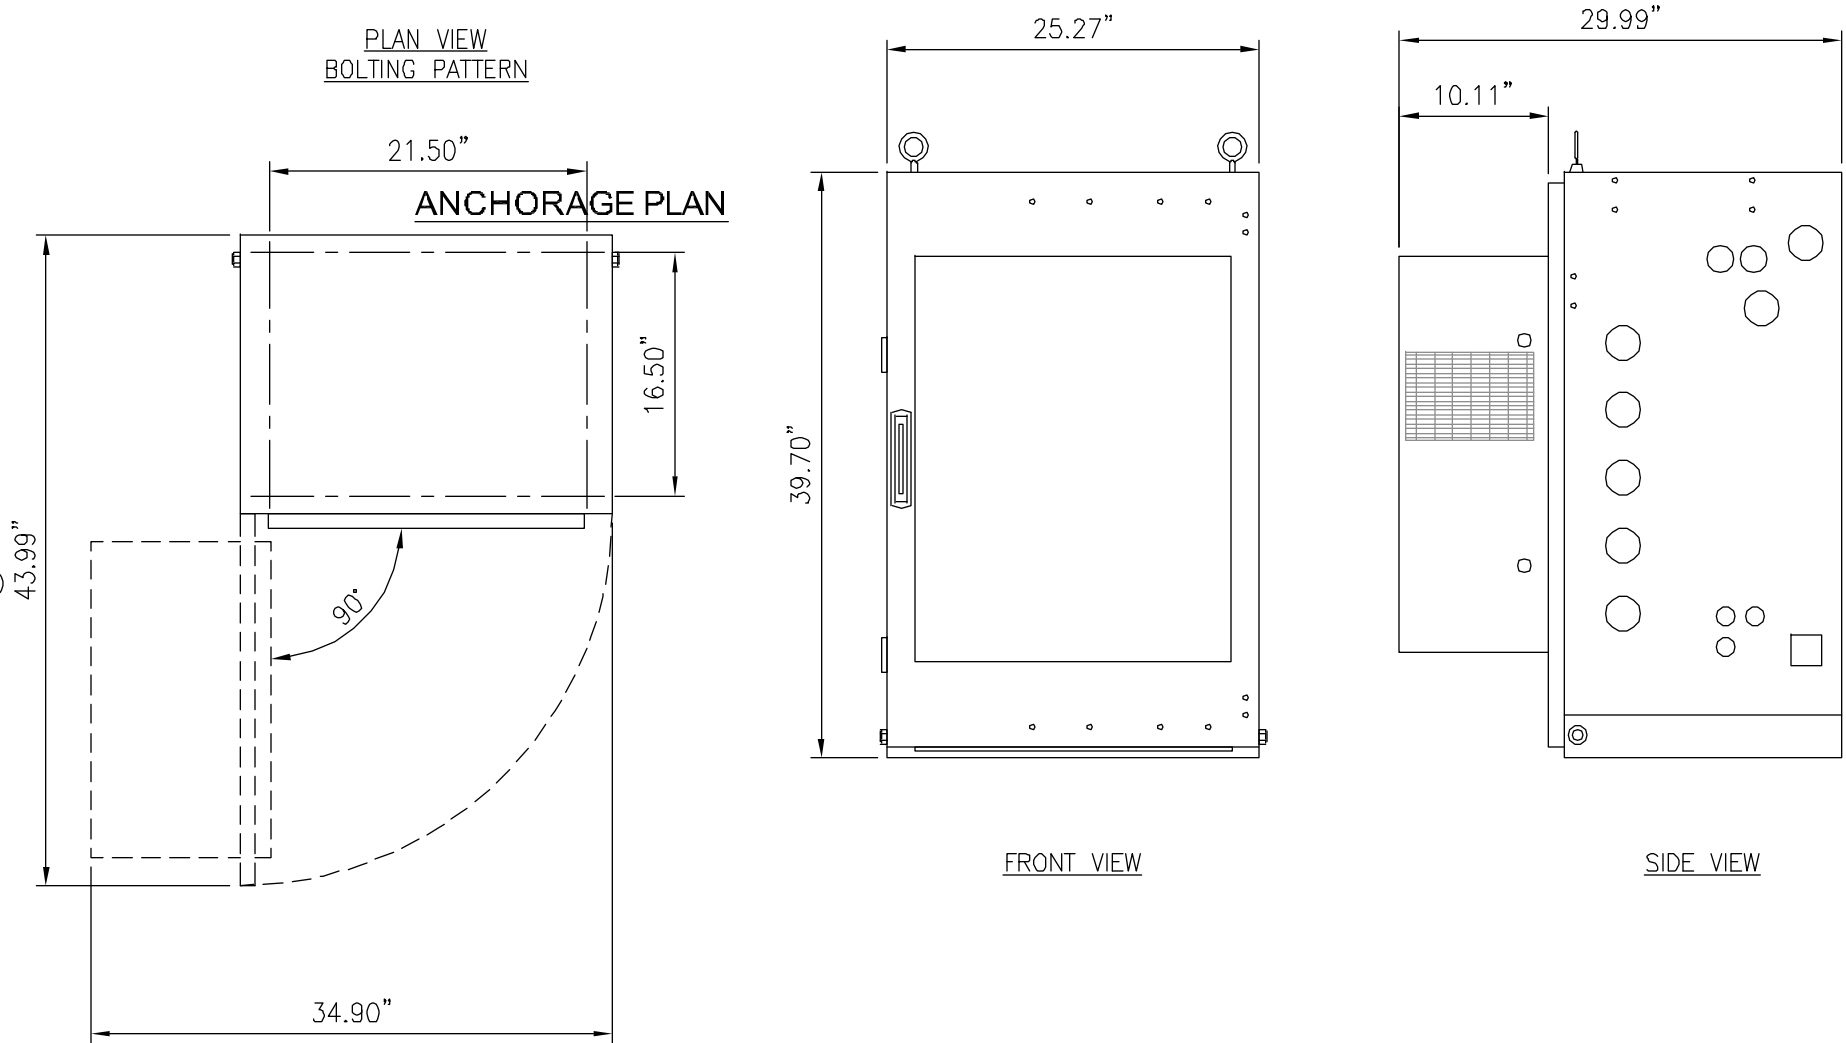 PLAN VIEW
BOLTING PATTERN
21.50”
ANCHORAGE PLAN
16.50”
43.99”
90°
34.90”
25.27”
39.70”
FRONT VIEW
29.99”
10.11”
SIDE VIEW